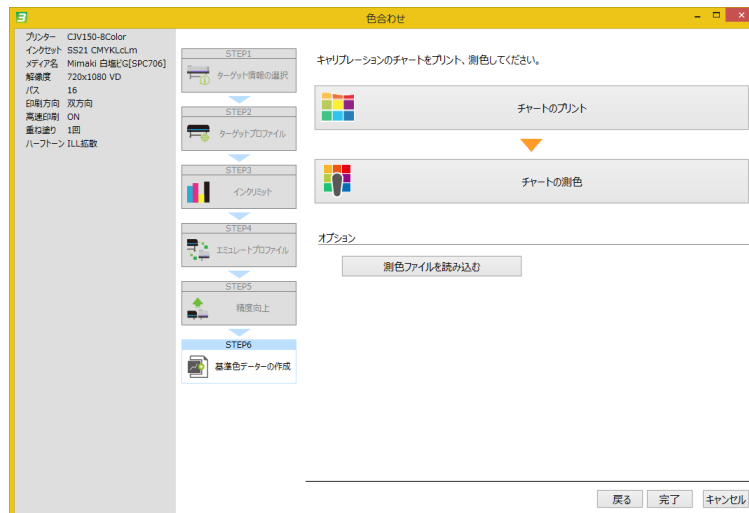 色合わせ
プリンター CJV150-8Color
インクセット SS21 CMYKLcLm
メディア名 Mimaki 白塩ビG[SPC706]
解像度 720x1080 VD
パス 16
印刷方向 双方向
高速印刷 ON
重ね塗り 1回
ハーフトーン ILL拡散
STEP1
ターゲット情報の選択
STEP2
ターゲットプロファイル
STEP3
インクリミット
STEP4
エミュレートプロファイル
STEP5
精度向上
STEP6
基準色データーの作成
キャリブレーションのチャートをプリント、測色してください。
チャートのプリント
チャートの測色
オプション
測色ファイルを読み込む
戻る 完了 キャンセル